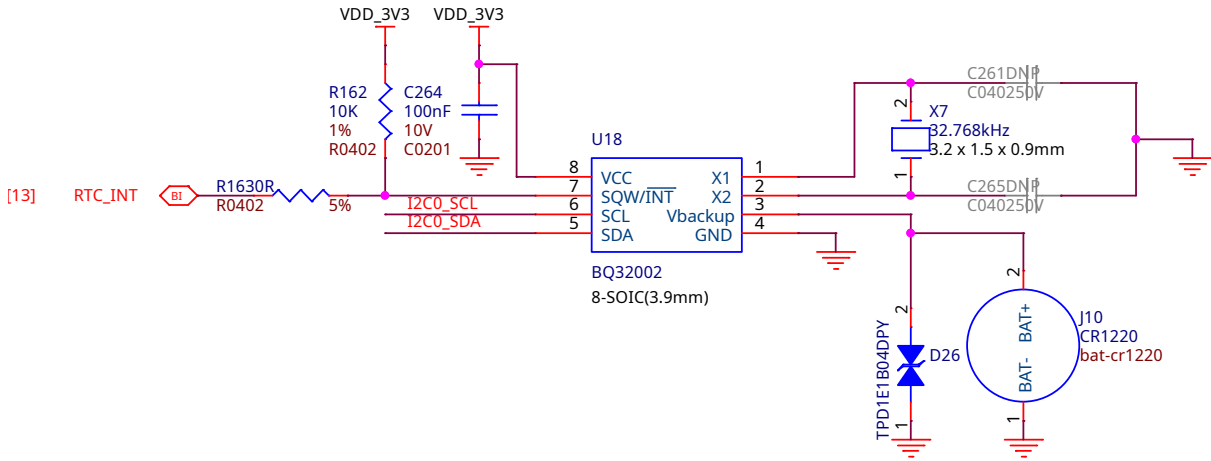 VDD_3V3
VDD_3V3
R162
10K
1%
R0402
C264
100nF
10V
C0201
[13]
RTC_INT
BI
R1630R
R0402
5%
I2C0_SCL
I2C0_SDA
U18
8
7
6
5
VCC
SQW/INT
SCL
SDA
X1
X2
Vbackup
GND
1
2
3
4
BQ32002
8-SOIC(3.9mm)
C261DNP
C040250V
2
X7
32.768kHz
3.2 x 1.5 x 0.9mm
1
C265DNP
C040250V
2
TPD1E1B04DPY
D26
1
2
BAT+
BAT-
J10
CR1220
bat-cr1220
1